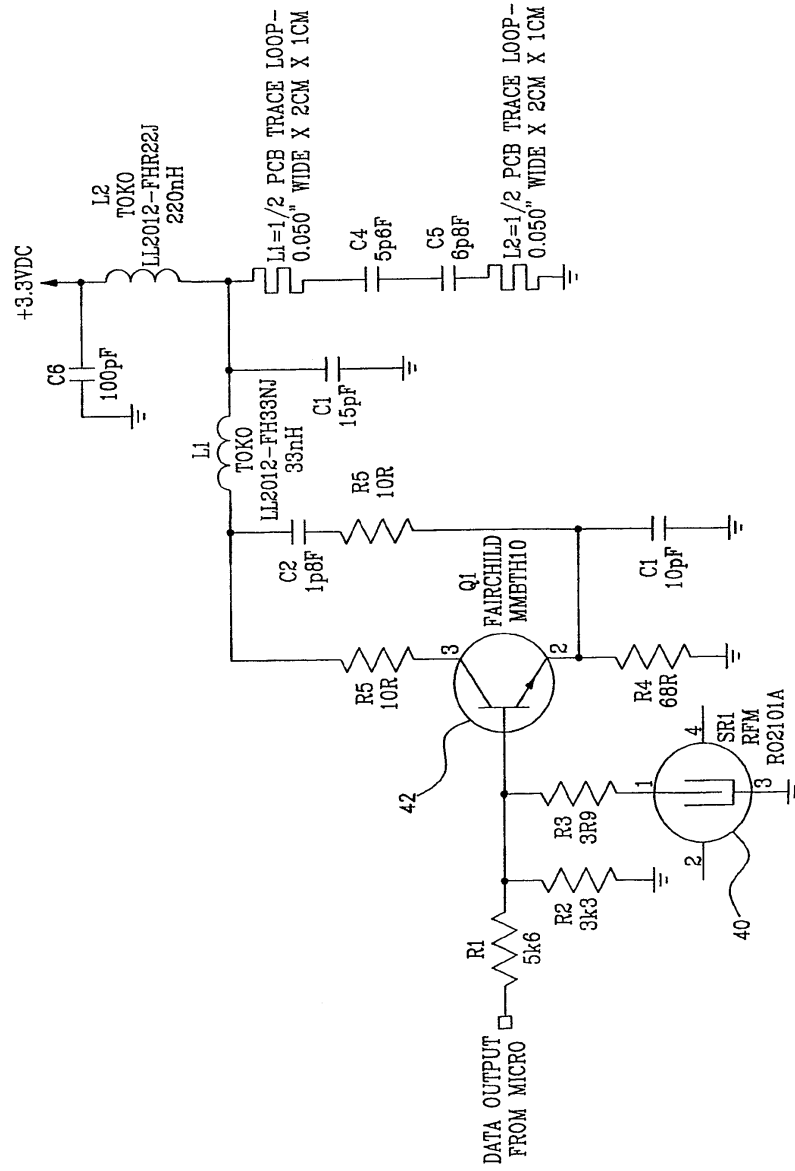 +3.3VDC
C6
100pF
L2
TOKO
LL2012-FHR22J
220nH
L1=1/2 PCB TRACE LOOP-
0.050" WIDE X 2CM X 1CM
C4
5p6F
C5
6p8F
L2=1/2 PCB TRACE LOOP-
0.050" WIDE X 2CM X 1CM
L1
TOKO
LL2012-FH33NJ
33nH
C1
15pF
C2
1p8F
R5
10R
R5
10R
Q1
FAIRCHILD
MMBTH10
3
2
42
C1
10pF
R4
68R
R3
3R9
R2
3k3
R1
5k6
DATA OUTPUT
FROM MICRO
SR1
RFM
RO2101A
1
2
3
4
40